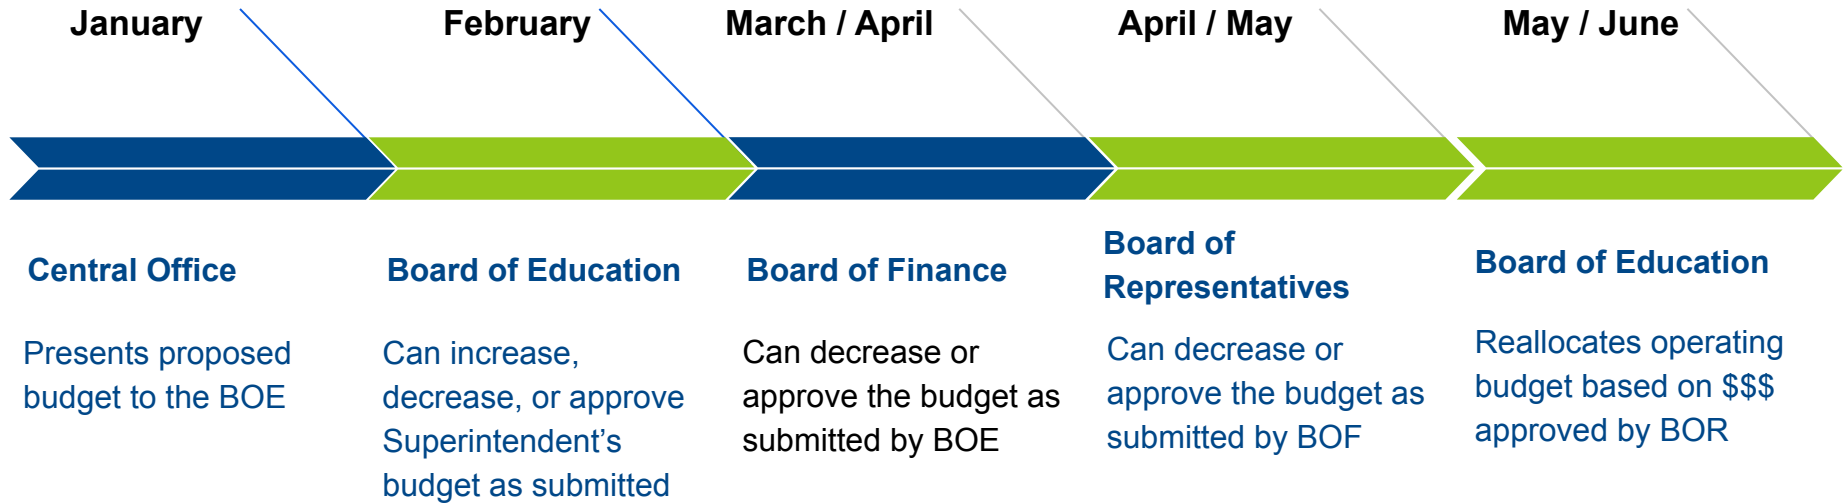 January
February
March / April
April / May
May / June
Central Office
Presents proposed
budget to the BOE
Board of Education
Can increase,
decrease, or approve
Superintendent’s
budget as submitted
Board of Finance
Can decrease or
approve the budget as
submitted by BOE
Board of
Representatives
Can decrease or
approve the budget as
submitted by BOF
Board of Education
Reallocates operating
budget based on $$$
approved by BOR